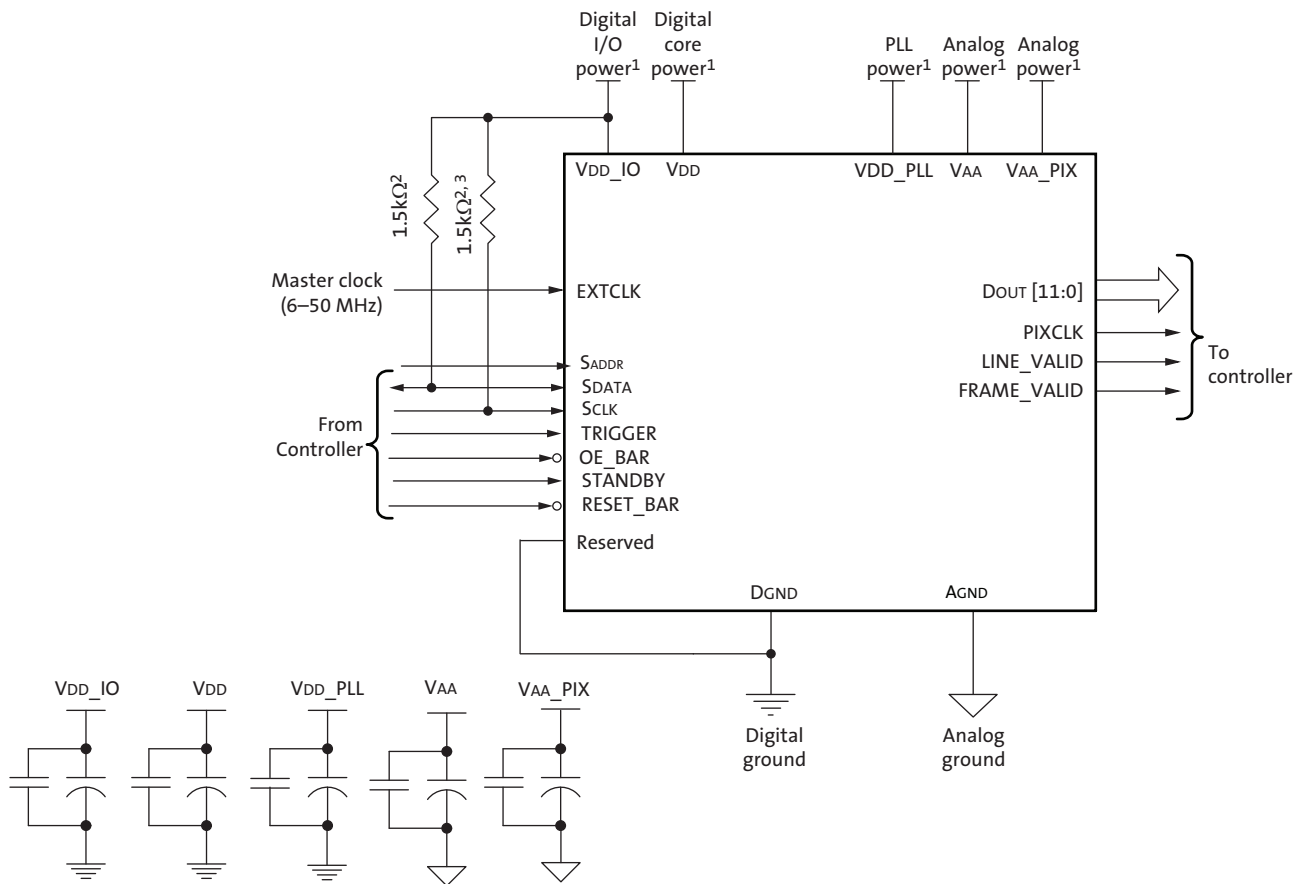 Digital
I/O
power1
Digital
core
power1
PLL
power1
Analog
power1
Analog
power1
VDD_IO
VDD
VDD_PLL
VAA
VAA_PIX
1.5kΩ2
1.5kΩ2, 3
Master clock
(6–50 MHz)
EXTCLK
SADDR
SDATA
SCLK
TRIGGER
OE_BAR
STANDBY
RESET_BAR
Reserved
From
Controller
DOUT [11:0]
PIXCLK
LINE_VALID
FRAME_VALID
To
controller
DGND
AGND
Digital
ground
Analog
ground
VDD_IO
VDD
VDD_PLL
VAA
VAA_PIX